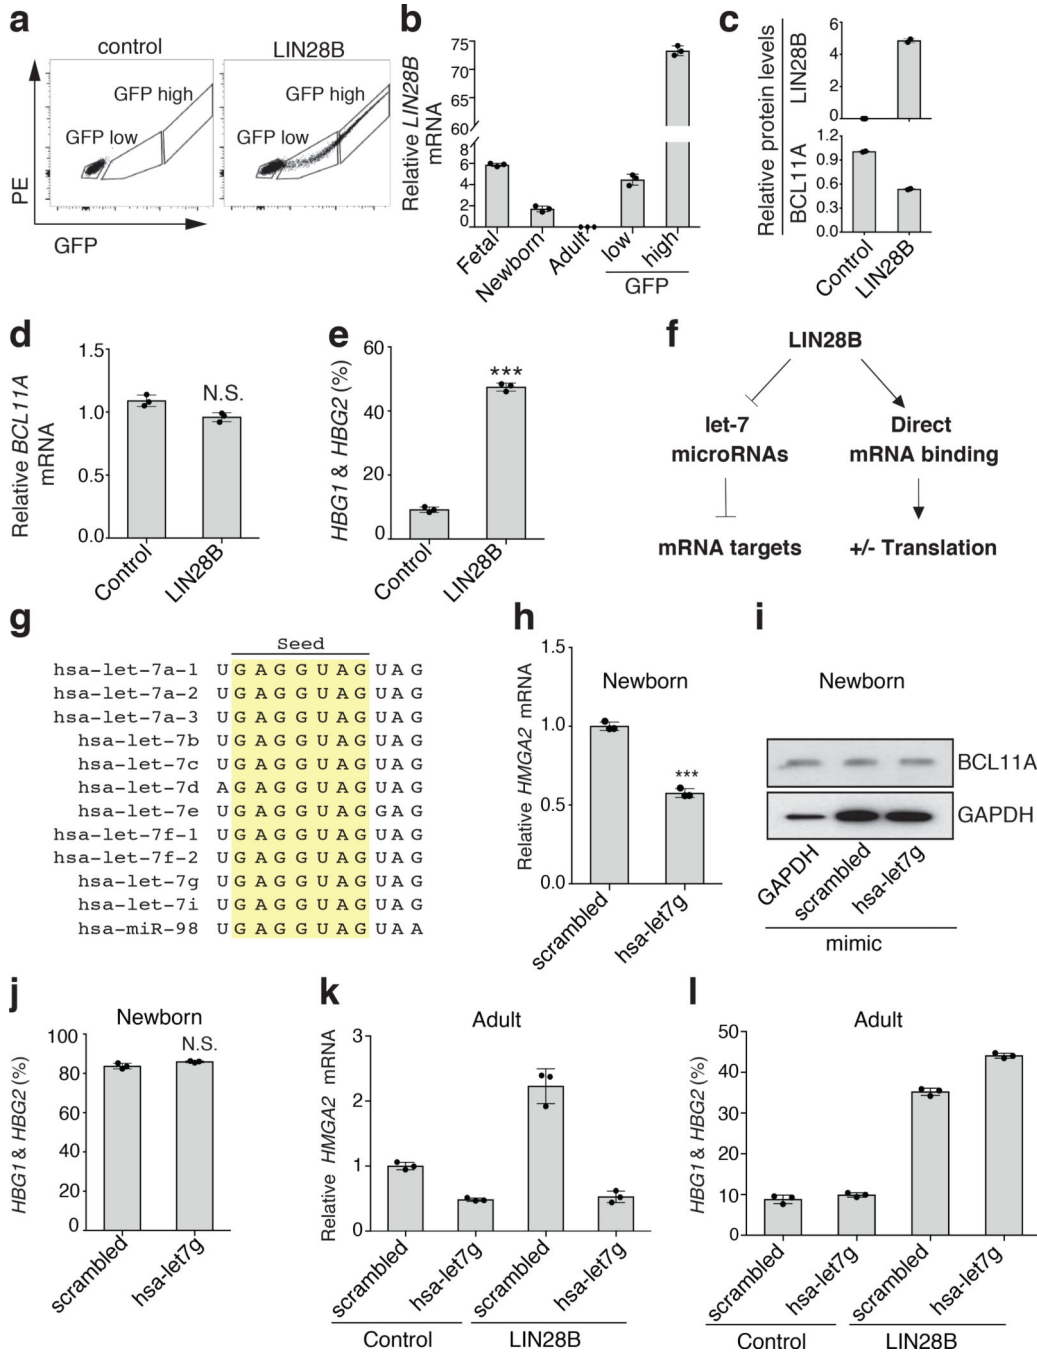 a
control
LIN28B
GFP high
GFP low
GFP high
GFP low
PE
GFP
b
Relative LIN28B
mRNA
75
70
65
60
8
6
4
2
0
Fetal
Newborn
Adult
low
high
GFP
c
Relative protein levels
LIN28B
BCL11A
6
4
2
0
1.2
0.9
0.6
0.3
0.0
Control
LIN28B
d
Relative BCL11A
mRNA
1.5
1.0
0.5
0.0
N.S.
Control
LIN28B
e
HBG1 & HBG2 (%)
60
40
20
0
***
Control
LIN28B
f
LIN28B
let-7
microRNAs
Direct
mRNA binding
mRNA targets
+/- Translation
g
Seed
hsa-let-7a-1 UGAGGUAGUAG
hsa-let-7a-2 UGAGGUAGUAG
hsa-let-7a-3 UGAGGUAGUAG
hsa-let-7b UGAGGUAGUAG
hsa-let-7c UGAGGUAGUAG
hsa-let-7d AGAGGUAGUAG
hsa-let-7e UGAGGUAGGAG
hsa-let-7f-1 UGAGGUAGUAG
hsa-let-7f-2 UGAGGUAGUAG
hsa-let-7g UGAGGUAGUAG
hsa-let-7i UGAGGUAGUAG
hsa-miR-98 UGAGGUAGUAA
h
Relative HMGA2 mRNA
1.5
1.0
0.5
0.0
Newborn
***
scrambled
hsa-let7g
i
Newborn
BCL11A
GAPDH
GAPDH
scrambled
hsa-let7g
mimic
j
Newborn
HBG1 & HBG2 (%)
100
80
60
40
20
0
N.S.
scrambled
hsa-let7g
k
Adult
Relative HMGA2 mRNA
3
2
1
0
scrambled
hsa-let7g
scrambled
hsa-let7g
Control
LIN28B
l
Adult
HBG1 & HBG2 (%)
50
40
30
20
10
0
scrambled
hsa-let7g
scrambled
hsa-let7g
Control
LIN28B